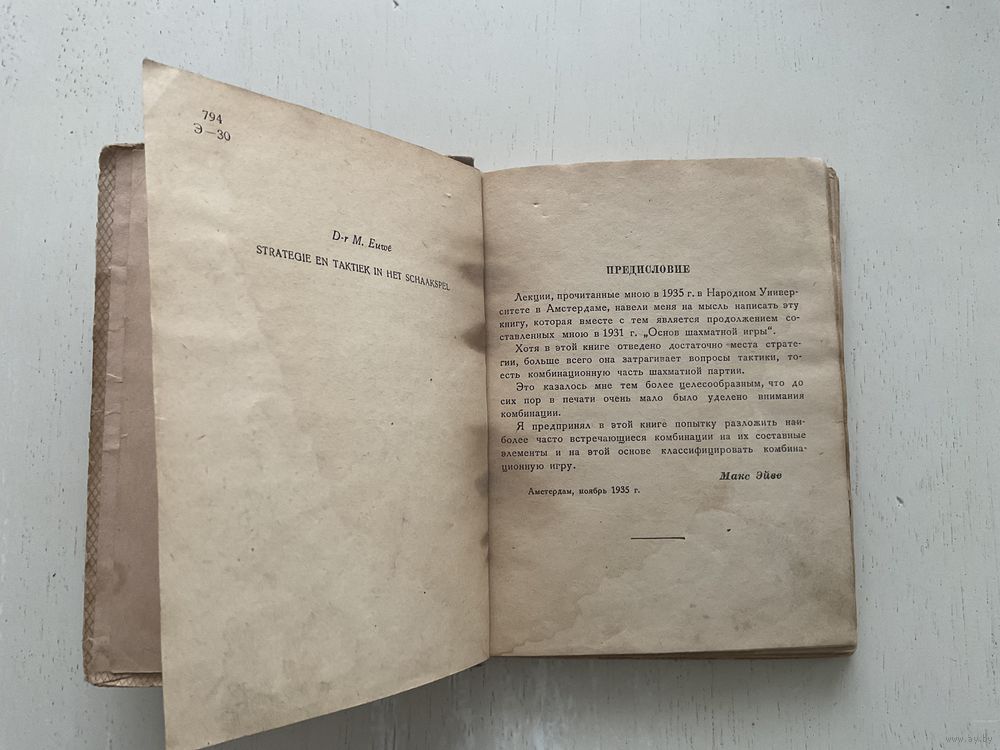 794
Э—30
D-r M. Euwé
STRATEGIE EN TAKTIEK IN HET SCHAAKSPEL
ПРЕДИСЛОВИЕ
Лекции, прочитанные мною в 1935 г. в Народном Универ-
ситете в Амстердаме, навели меня на мысль написать эту
книгу, которая вместе с тем является продолжением со-
ставленных мною в 1931 г. „Основ шахматной игры“.
Хотя в этой книге отведено достаточно места страте-
гии, больше всего она затрагивает вопросы тактики, то-
есть комбинационную часть шахматной партии.
Это казалось мне тем более целесообразным, что до
сих пор в печати очень мало было уделено внимания
комбинации.
Я предпринял в этой книге попытку разложить наи-
более часто встречающиеся комбинации на их составные
элементы и на этой основе классифицировать комбина-
ционную игру.
Макс Эйве
Амстердам, ноябрь 1935 г.
www.ay.by